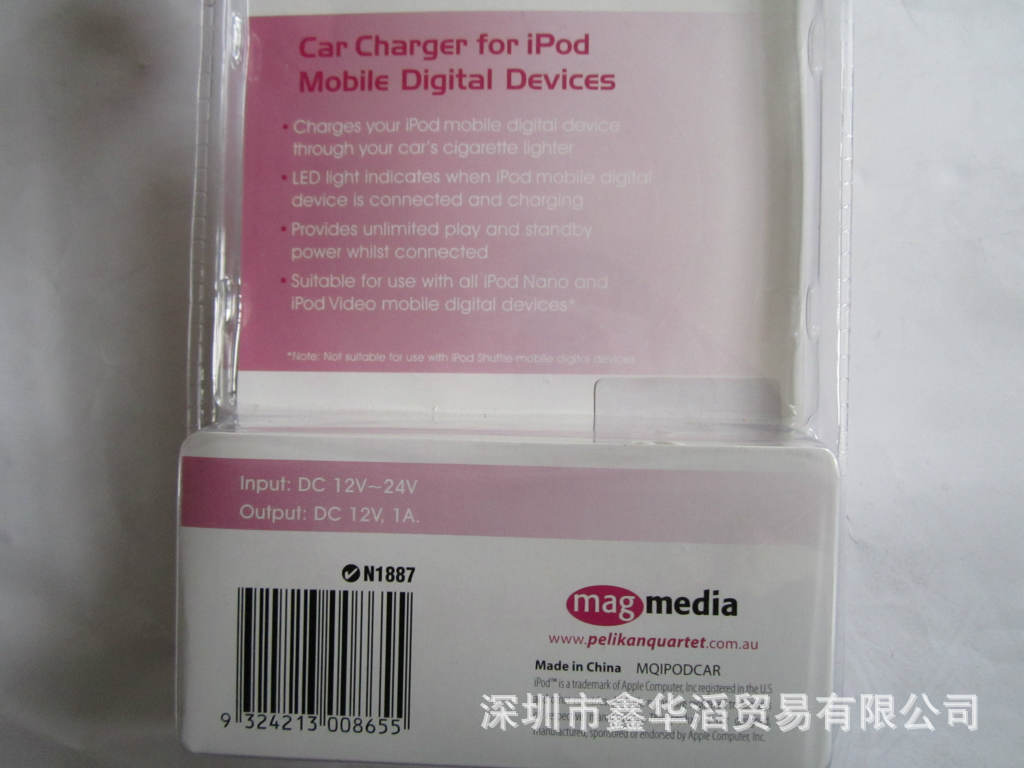 Car Charger for iPod
Mobile Digital Devices
• Charges your iPod mobile digital device
through your car's cigarette lighter
• LED light indicates when iPod mobile digital
device is connected and charging
• Provides unlimited play and standby
power whilst connected
• Suitable for use with all iPod Nano and
iPod Video mobile digital devices*
*Note: Not suitable for use with iPod Shuffle mobile digital devices
Input: DC 12V~24V
Output: DC 12V, 1A.
N1887
9 324213 008655
mag media
www.pelikanquartet.com.au
Made in China MQIPODCAR
iPod™ is a trademark of Apple Computer, Inc registered in the U.S
深圳市鑫华滔贸易有限公司
manufactured, sponsored or endorsed by Apple Computer, Inc.